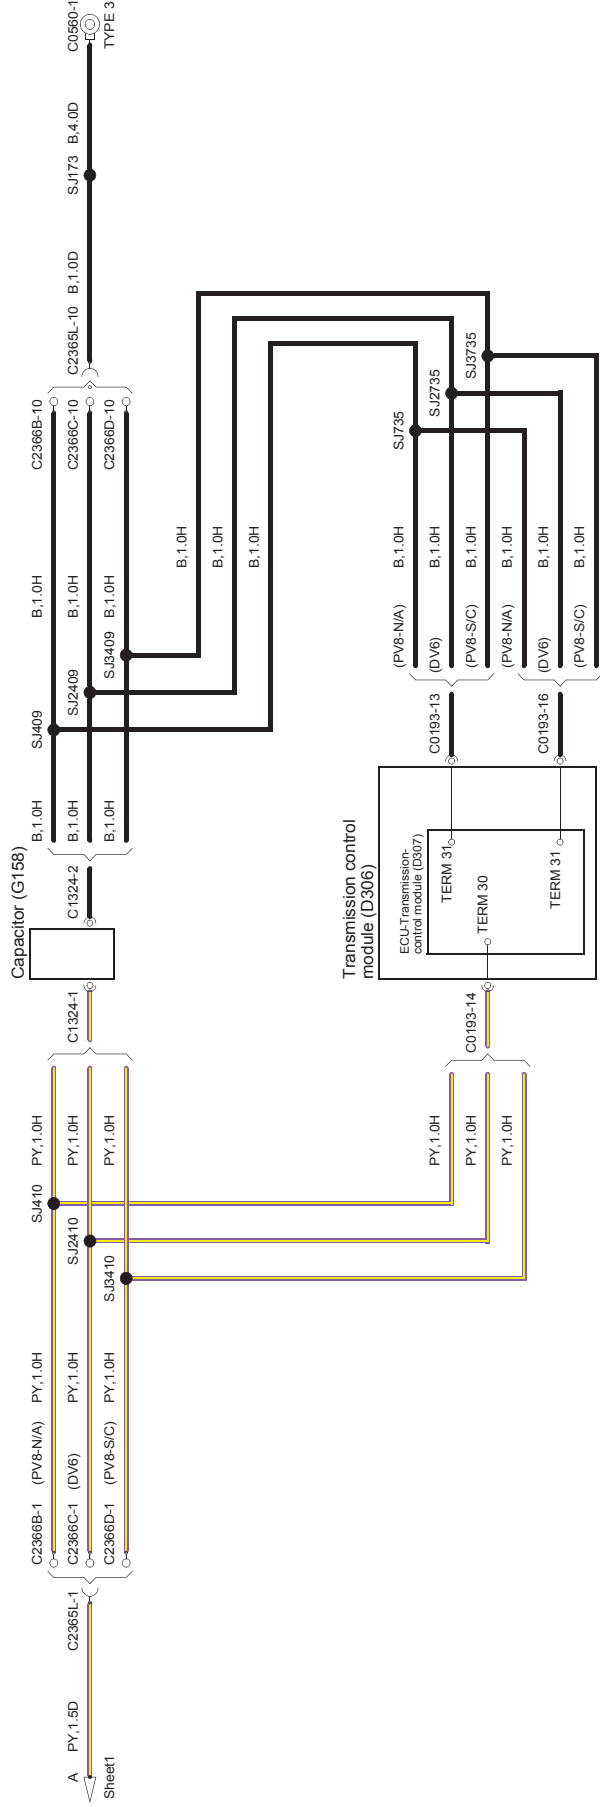 C0560-1
TYPE 3
B,4.0D
SJ173
B,1.0D
C2365L-10
C2366B-10
C2366C-10
C2366D-10
B,1.0H
B,1.0H
B,1.0H
B,1.0H
B,1.0H
B,1.0H
SJ409
SJ2409
SJ3409
B,1.0H
B,1.0H
B,1.0H
C1324-2
Capacitor (G158)
C1324-1
SJ735
SJ2735
SJ3735
B,1.0H
B,1.0H
B,1.0H
B,1.0H
B,1.0H
B,1.0H
(PV8-N/A)
(DV6)
(PV8-S/C)
(PV8-N/A)
(DV6)
(PV8-S/C)
C0193-13
C0193-16
Transmission control
module (D306)
ECU-Transmission-
control module (D307)
TERM 31
TERM 30
TERM 31
C0193-14
PY,1.0H
PY,1.0H
PY,1.0H
PY,1.0H
PY,1.0H
PY,1.0H
SJ410
SJ2410
SJ3410
PY,1.0H
PY,1.0H
PY,1.0H
(PV8-N/A)
(DV6)
(PV8-S/C)
C2366B-1
C2366C-1
C2366D-1
C2365L-1
PY,1.5D
A
Sheet1